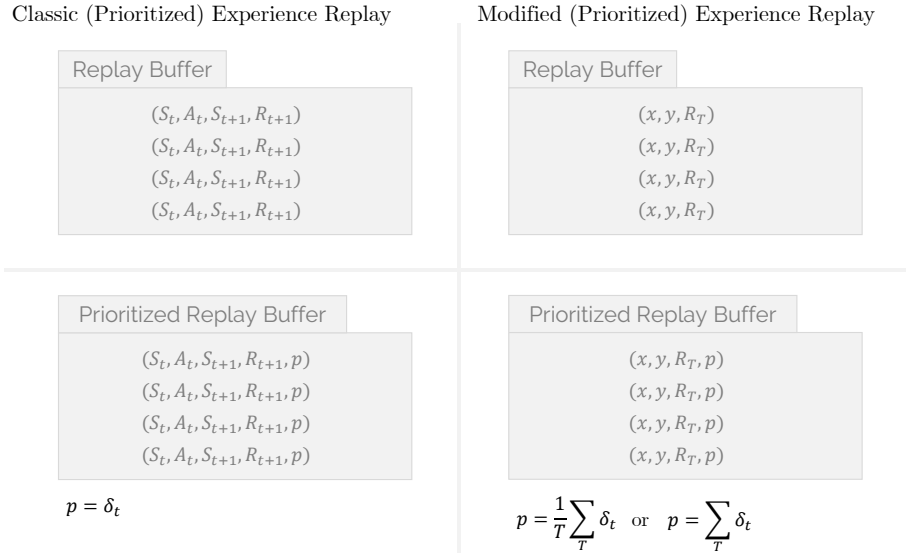 Classic (Prioritized) Experience Replay
Replay Buffer
(S_t, A_t, S_{t+1}, R_{t+1})
(S_t, A_t, S_{t+1}, R_{t+1})
(S_t, A_t, S_{t+1}, R_{t+1})
(S_t, A_t, S_{t+1}, R_{t+1})
Modified (Prioritized) Experience Replay
Replay Buffer
(x, y, R_T)
(x, y, R_T)
(x, y, R_T)
(x, y, R_T)
Prioritized Replay Buffer
(S_t, A_t, S_{t+1}, R_{t+1}, p)
(S_t, A_t, S_{t+1}, R_{t+1}, p)
(S_t, A_t, S_{t+1}, R_{t+1}, p)
(S_t, A_t, S_{t+1}, R_{t+1}, p)
p = δ_t
Prioritized Replay Buffer
(x, y, R_T, p)
(x, y, R_T, p)
(x, y, R_T, p)
(x, y, R_T, p)
p = \frac{1}{T} ∑_T δ_t or p = ∑_T δ_t